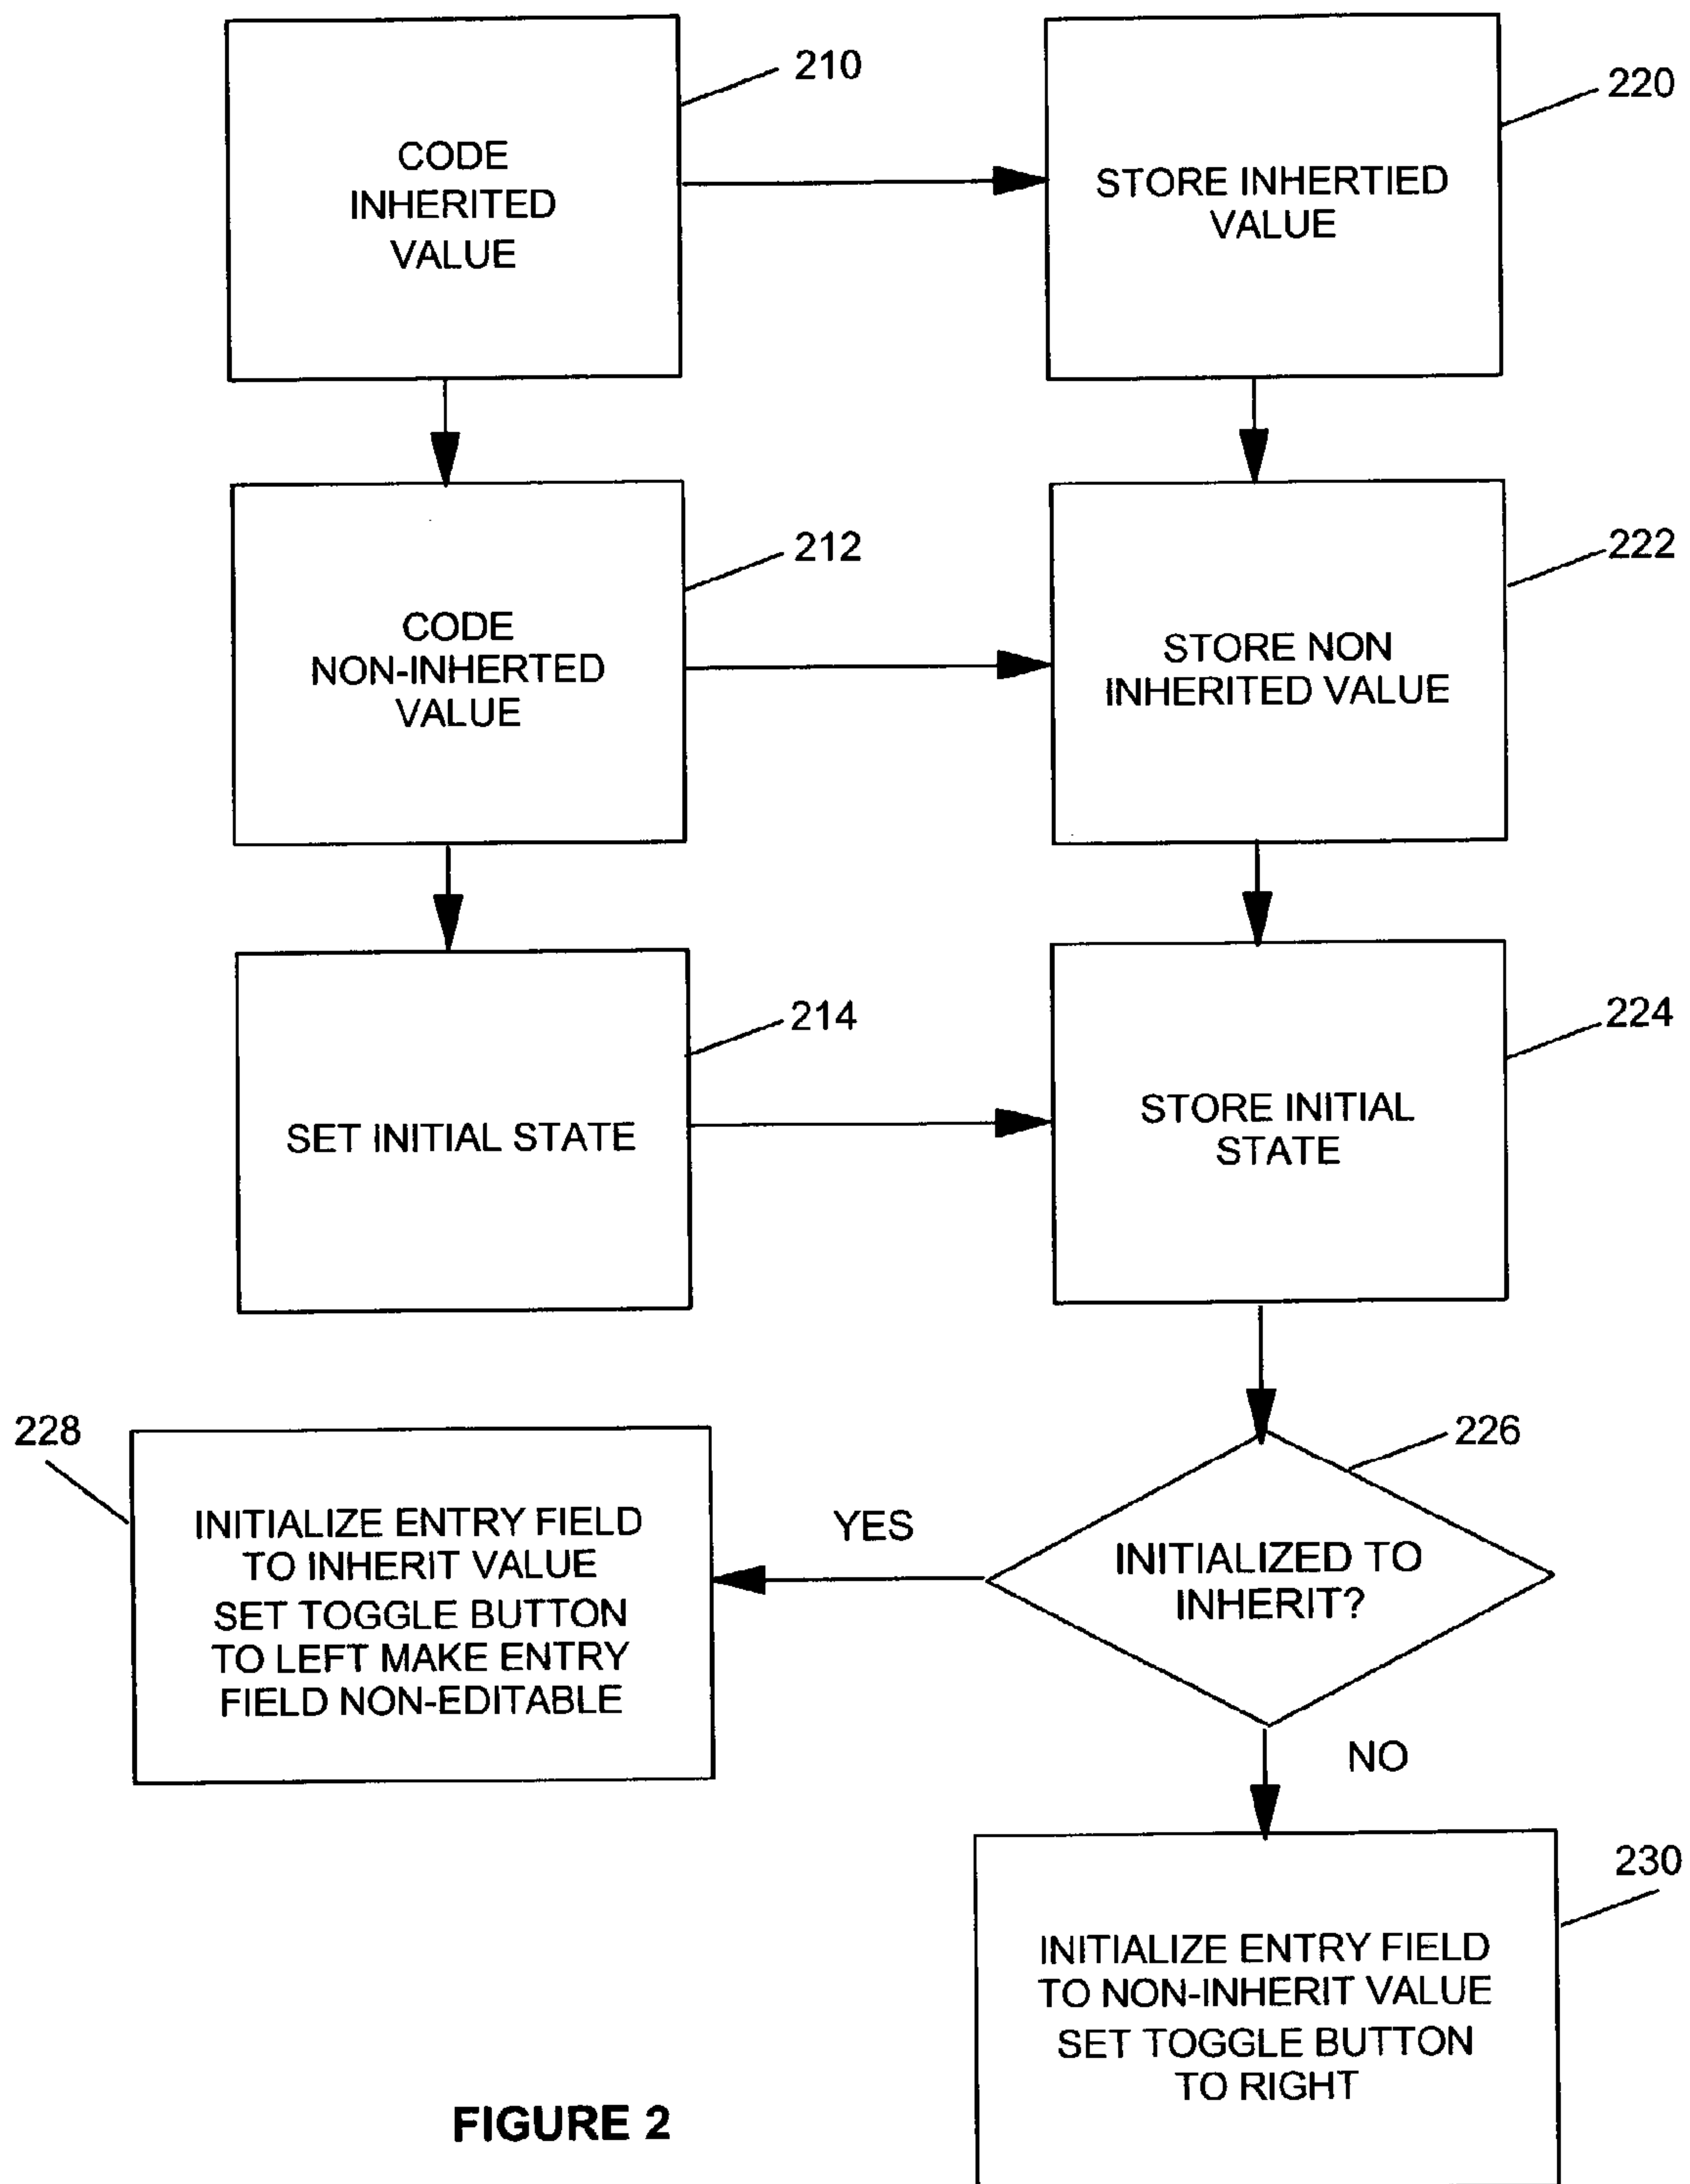 210
CODE
INHERITED
VALUE
220
STORE INHERTIED
VALUE
212
CODE
NON-INHERTED
VALUE
222
STORE NON
INHERITED VALUE
214
SET INITIAL STATE
224
STORE INITIAL
STATE
228
INITIALIZE ENTRY FIELD
TO INHERIT VALUE
SET TOGGLE BUTTON
TO LEFT MAKE ENTRY
FIELD NON-EDITABLE
YES
226
INITIALIZED TO
INHERIT?
NO
230
INITIALIZE ENTRY FIELD
TO NON-INHERIT VALUE
SET TOGGLE BUTTON
TO RIGHT
FIGURE 2